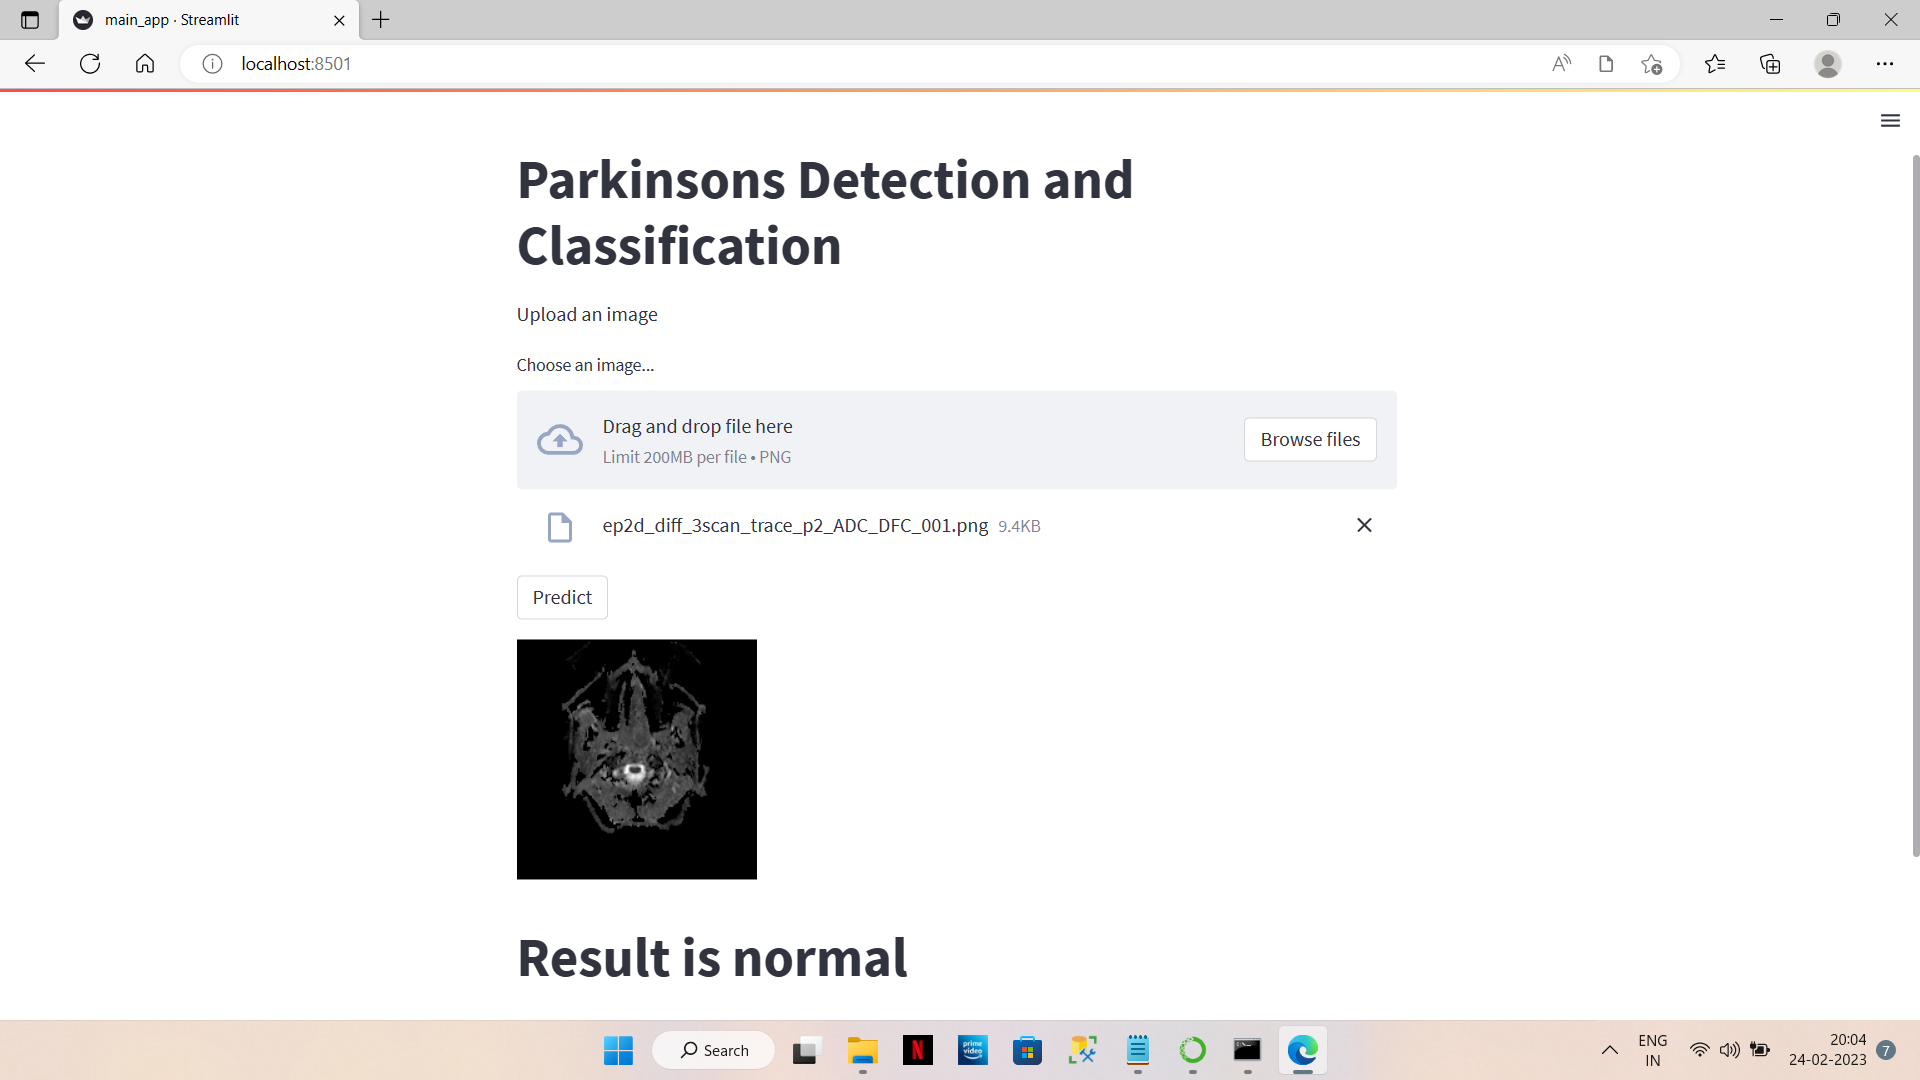 main_app · Streamlit
localhost:8501
Parkinsons Detection and
Classification
Upload an image
Choose an image...
Drag and drop file here
Limit 200MB per file • PNG
Browse files
ep2d_diff_3scan_trace_p2_ADC_DFC_001.png 9.4KB
Predict
Result is normal
Search
N
prime video
ENG
IN
20:04
24-02-2023
7